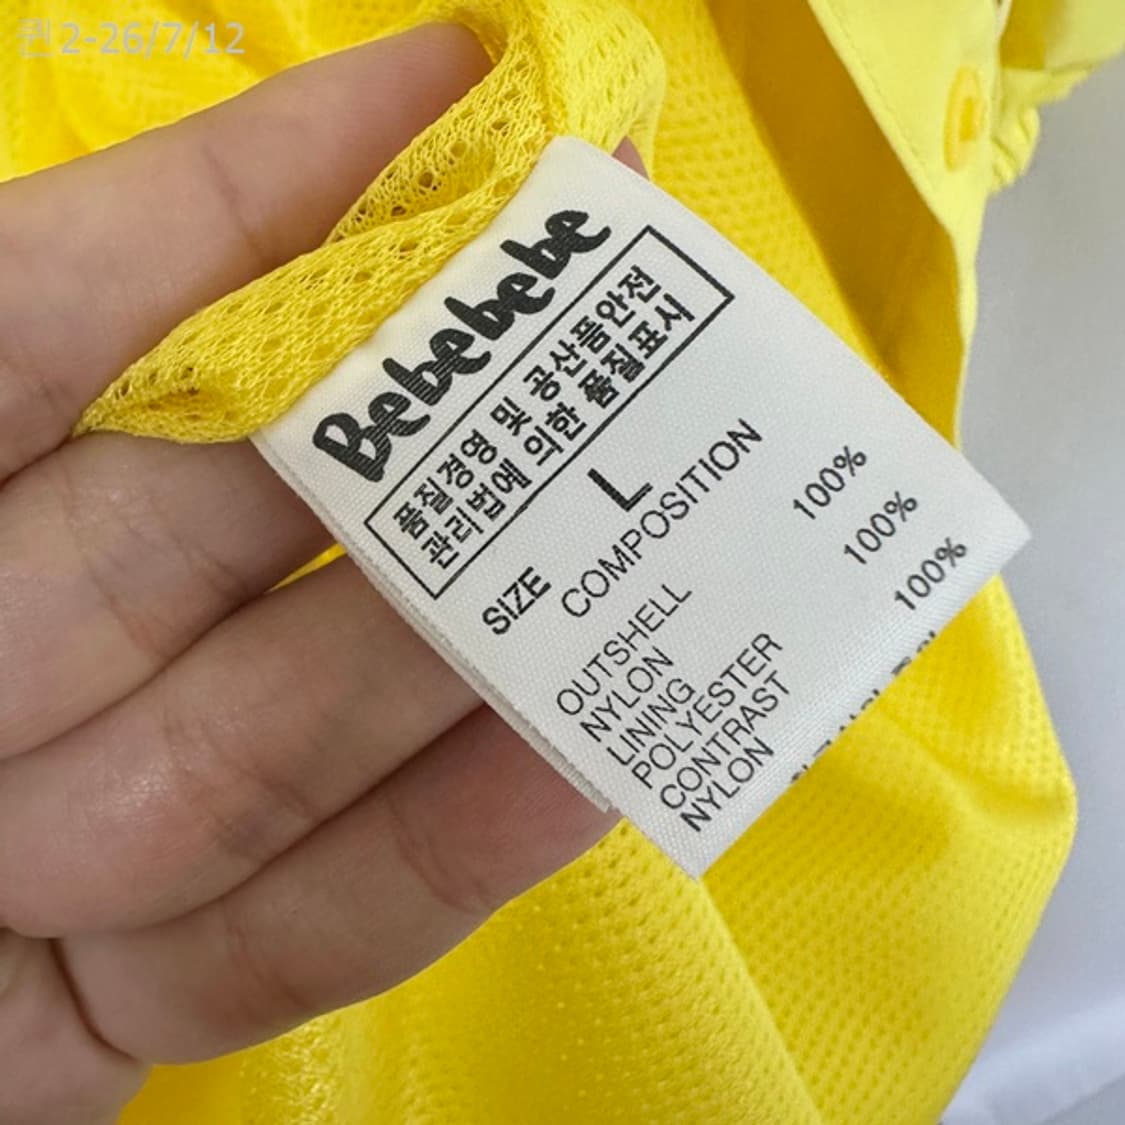 퀸2-26/7/12
Bebebebe
품질경영 및 공산품안전
관리법에 의한 품질표시
SIZE L
COMPOSITION
OUTSHELL
NYLON 100%
LINING
POLYESTER 100%
CONTRAST
NYLON 100%